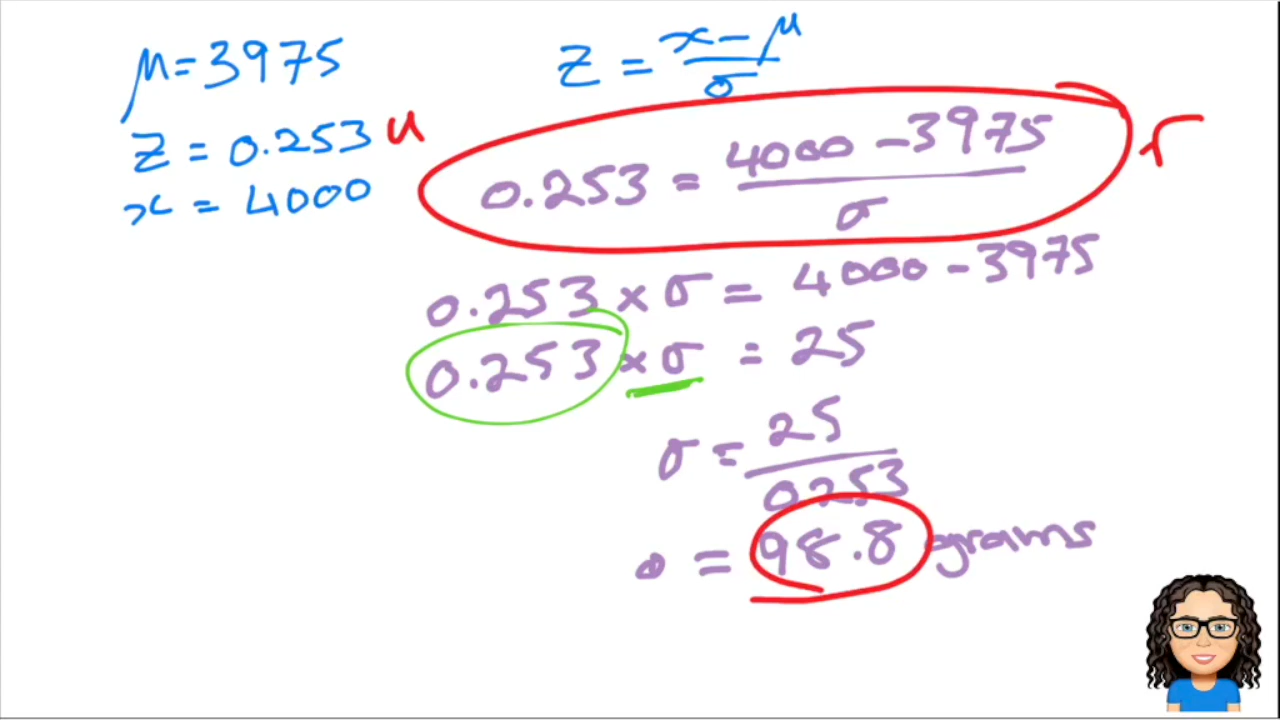 μ=3975
z = x-μ/σ
z = 0.253
x = 4000
0.253 = 4000-3975/σ
0.253×σ = 4000-3975
0.253×σ = 25
σ = 25/0.253
σ = 98.8 grams